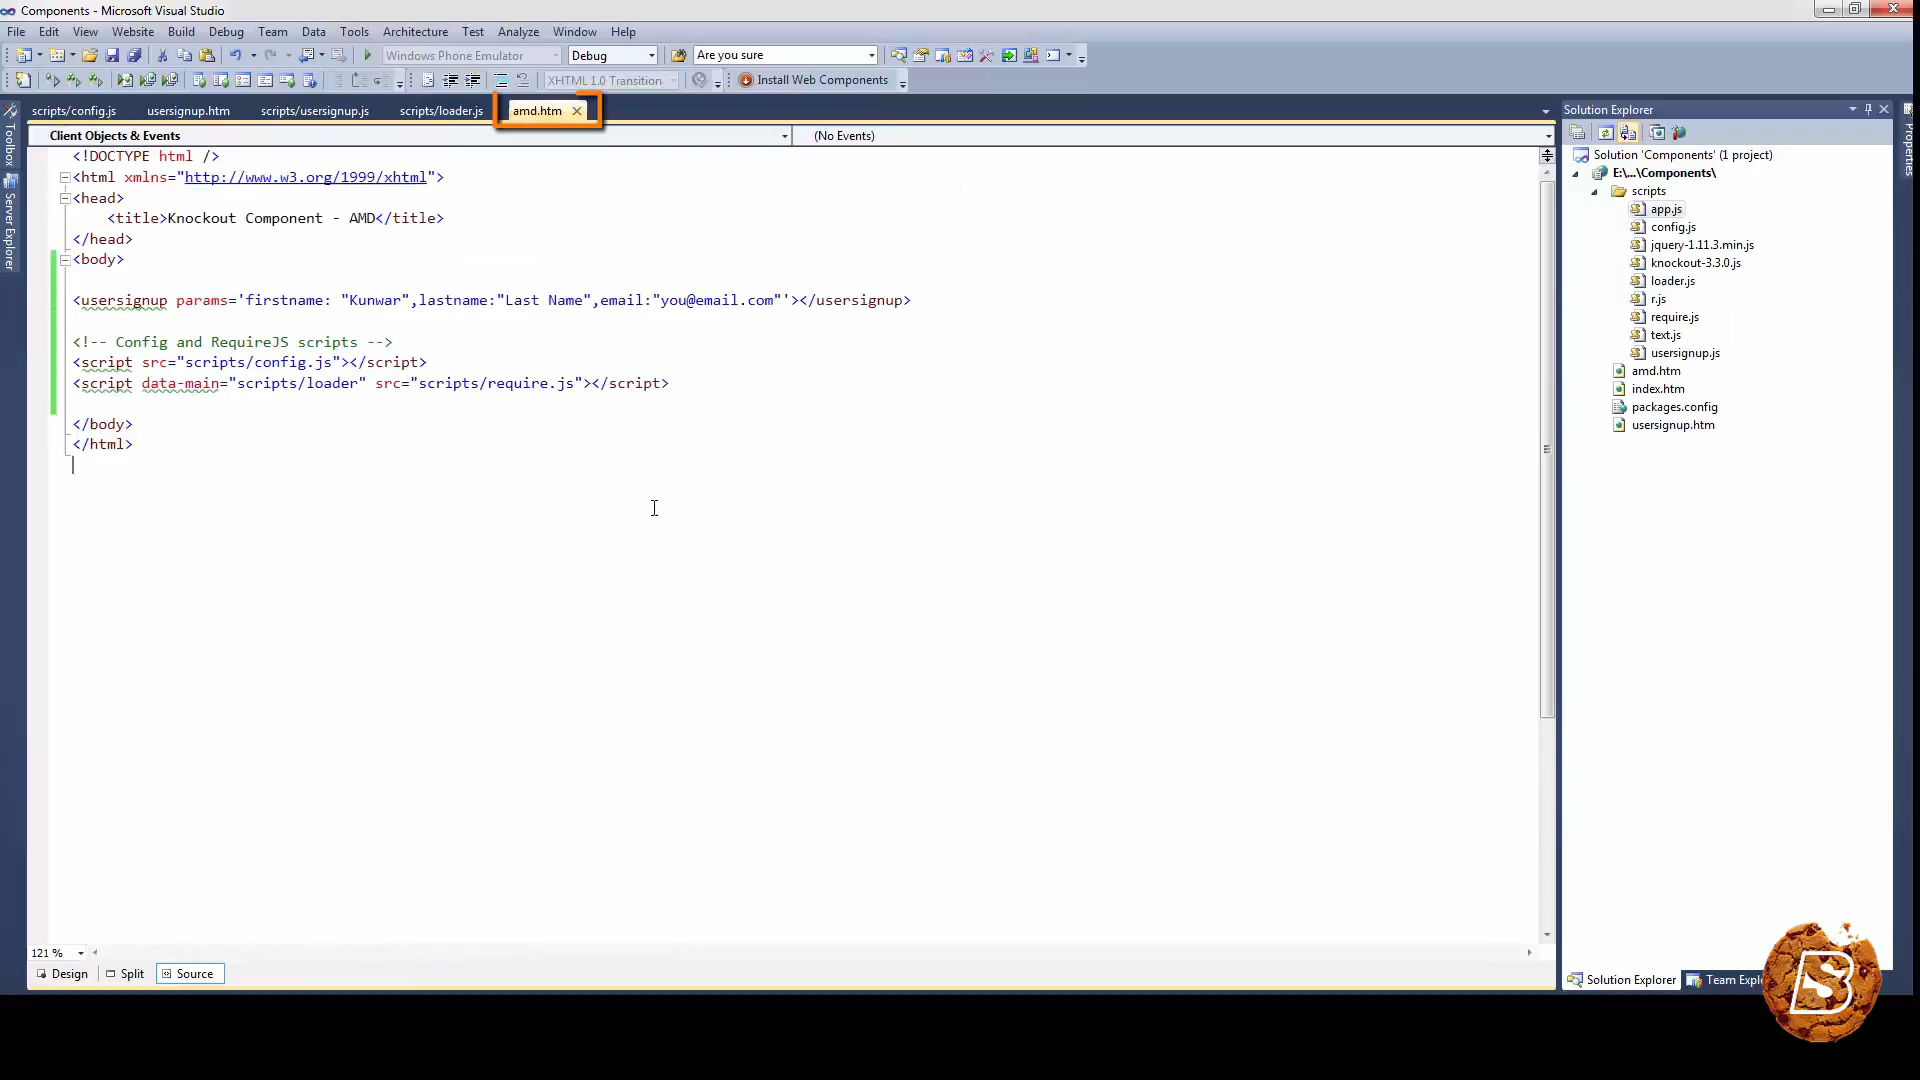 Components - Microsoft Visual Studio
File Edit View Website Build Debug Team Data Tools Architecture Test Analyze Window Help
Windows Phone Emulator Debug Are you sure
XHTML 1.0 Transition Install Web Components
scripts/config.js usersignup.htm scripts/usersignup.js scripts/loader.js amd.htm
Client Objects & Events (No Events)
<!DOCTYPE html />
<html xmlns="http://www.w3.org/1999/xhtml">
<head>
<title>Knockout Component - AMD</title>
</head>
<body>
<usersignup params='firstname: "Kunwar",lastname:"Last Name",email:"you@email.com"'></usersignup>
<!-- Config and RequireJS scripts -->
<script src="scripts/config.js"></script>
<script data-main="scripts/loader" src="scripts/require.js"></script>
</body>
</html>
121 %
Design Split Source
Toolbox
Server Explorer
Solution Explorer
Solution 'Components' (1 project)
E:\...\Components\
scripts
app.js
config.js
jquery-1.11.3.min.js
knockout-3.3.0.js
loader.js
r.js
require.js
text.js
usersignup.js
amd.htm
index.htm
packages.config
usersignup.htm
Solution Explorer Team Expl
Properties